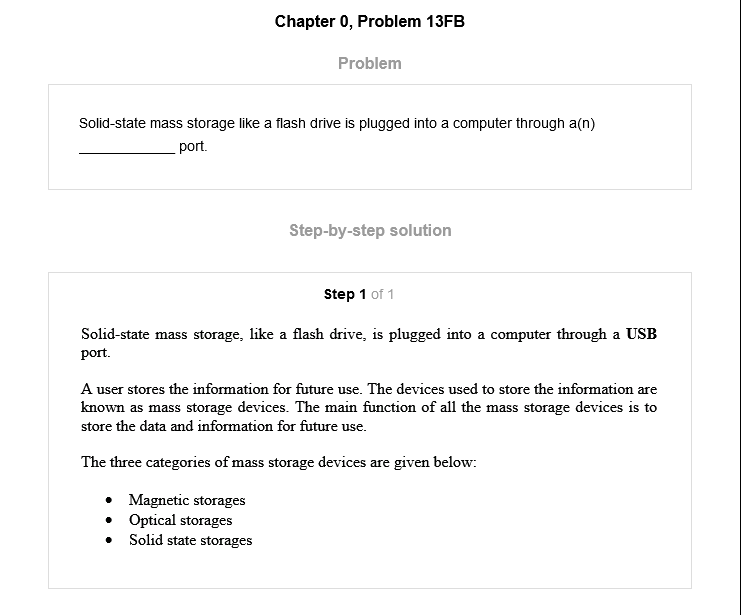 Chapter 0, Problem 13FB
Problem
Solid-state mass storage like a flash drive is plugged into a computer through a(n)
____________ port.
Step-by-step solution
Step 1 of 1
Solid-state mass storage, like a flash drive, is plugged into a computer through a USB
port.
A user stores the information for future use. The devices used to store the information are
known as mass storage devices. The main function of all the mass storage devices is to
store the data and information for future use.
The three categories of mass storage devices are given below:
• Magnetic storages
• Optical storages
• Solid state storages